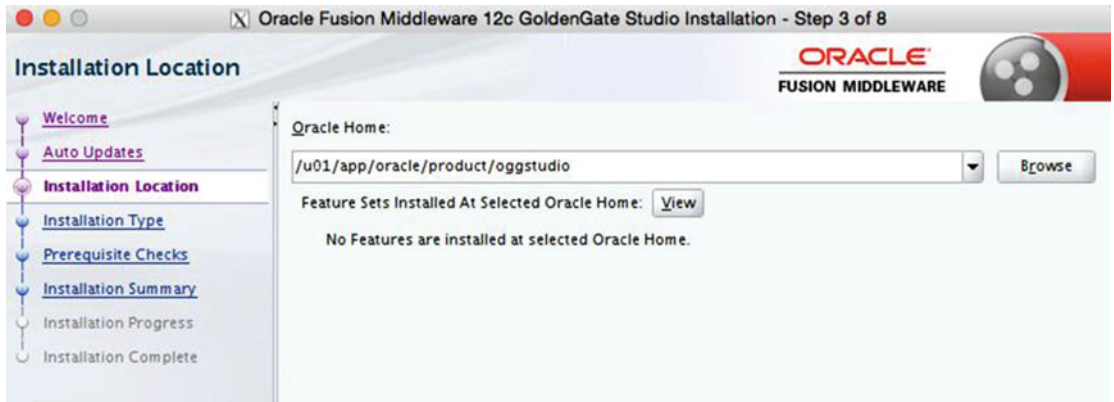 Oracle Fusion Middleware 12c GoldenGate Studio Installation - Step 3 of 8
Installation Location
ORACLE
FUSION MIDDLEWARE
Welcome
Auto Updates
Installation Location
Installation Type
Prerequisite Checks
Installation Summary
Installation Progress
Installation Complete
Oracle Home:
/u01/app/oracle/product/oggstudio
Browse
Feature Sets Installed At Selected Oracle Home: View
No Features are installed at selected Oracle Home.